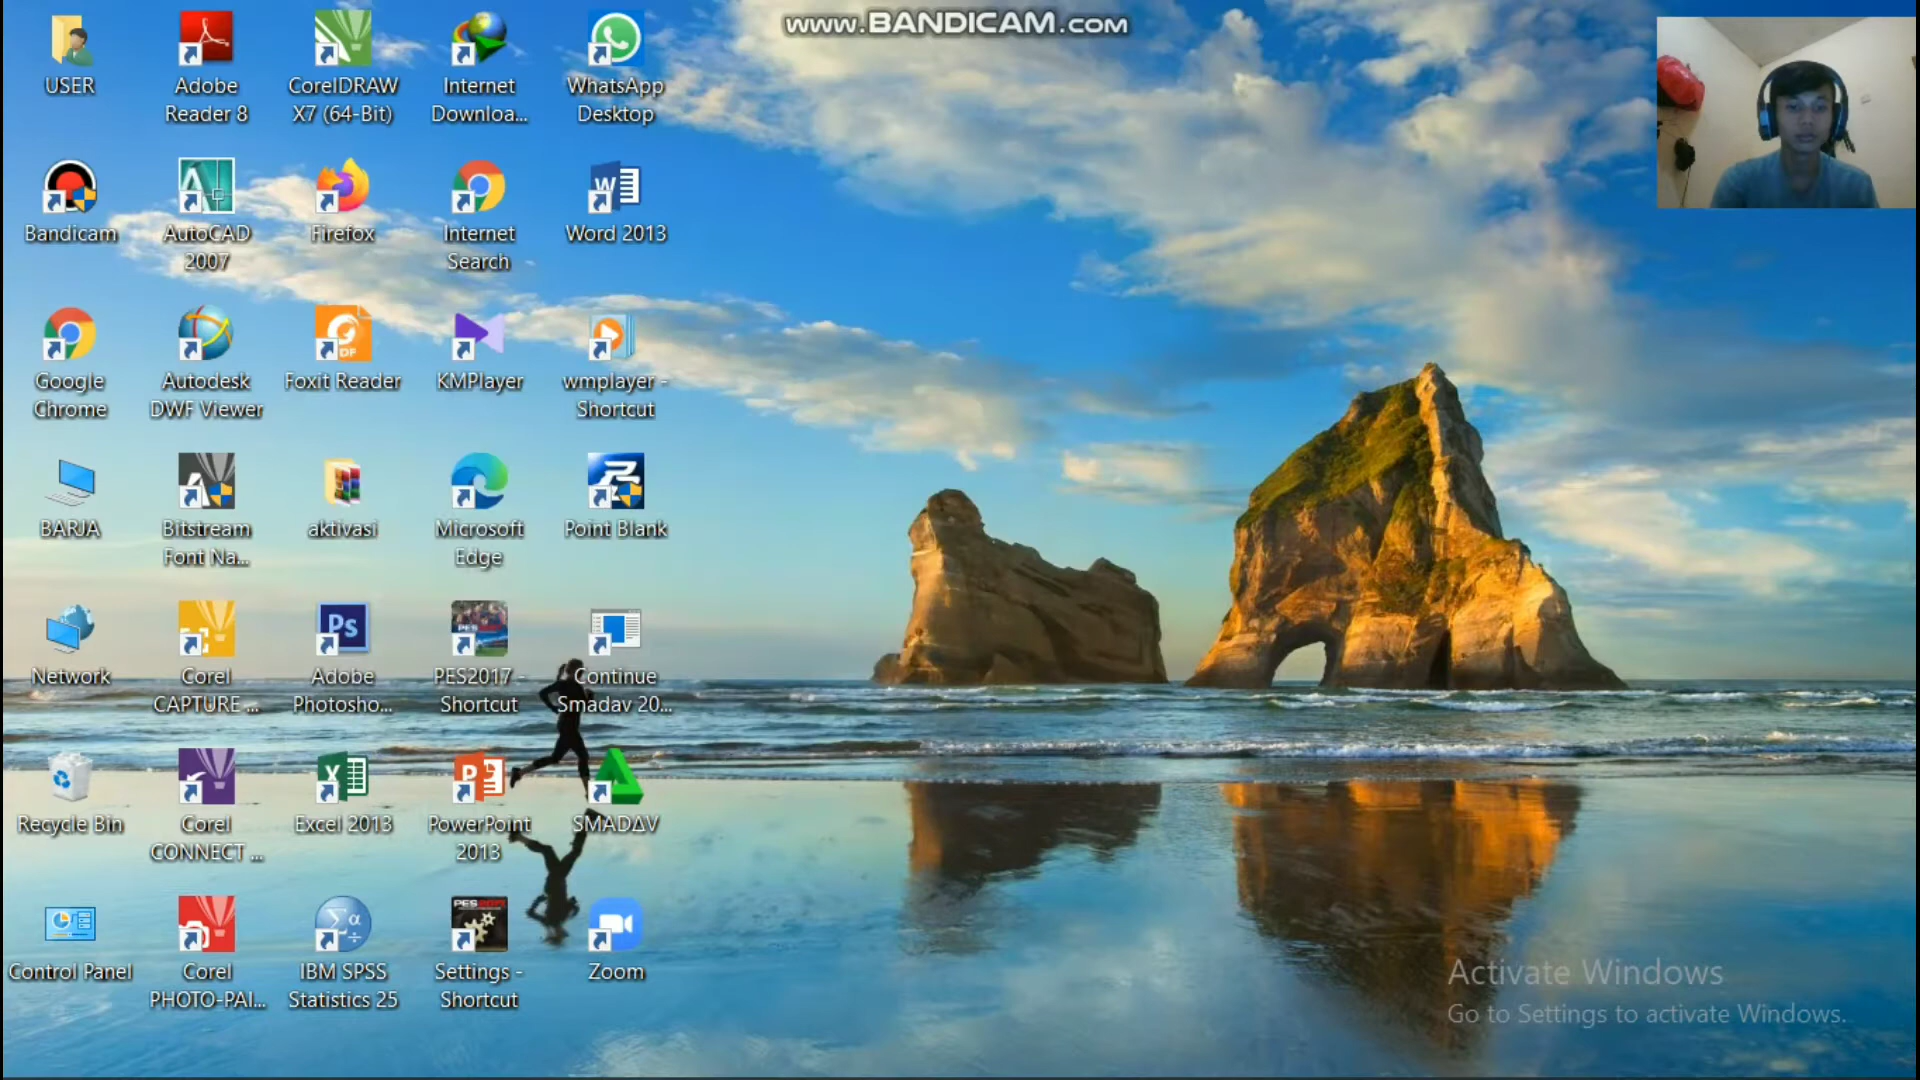 www.BANDICAM.com
USER
Adobe
Reader 8
CorelDRAW
X7 (64-Bit)
Internet
Downloa...
WhatsApp
Desktop
Bandicam
AutoCAD
2007
Firefox
Internet
Search
Word 2013
Google
Chrome
Autodesk
DWF Viewer
Foxit Reader
KMPlayer
wmplayer -
Shortcut
BARJA
Bitstream
Font Na...
aktivasi
Microsoft
Edge
Point Blank
Network
Corel
CAPTURE ...
Adobe
Photosho...
PES2017 -
Shortcut
Continue
Smadav 20...
Recycle Bin
Corel
CONNECT ...
Excel 2013
PowerPoint
2013
SMADΔV
Control Panel
Corel
PHOTO-PAI...
IBM SPSS
Statistics 25
Settings -
Shortcut
Zoom
Activate Windows
Go to Settings to activate Windows.